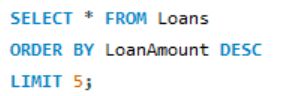 SELECT * FROM Loans
ORDER BY LoanAmount DESC
LIMIT 5;